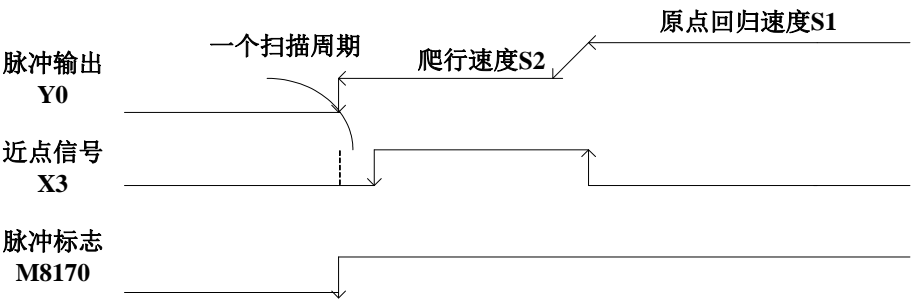 原点回归速度S1
一个扫描周期
爬行速度S2
脉冲输出
Y0
近点信号
X3
脉冲标志
M8170